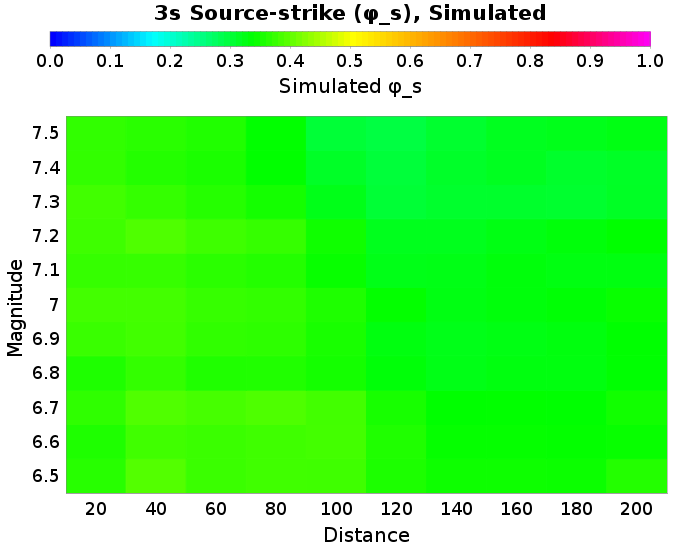 3s Source-strike (φ_s), Simulated
0.0 0.1 0.2 0.3 0.4 0.5 0.6 0.7 0.8 0.9 1.0
Simulated φ_s
7.5
7.4
7.3
7.2
7.1
7
6.9
6.8
6.7
6.6
6.5
Magnitude
20 40 60 80 100 120 140 160 180 200
Distance